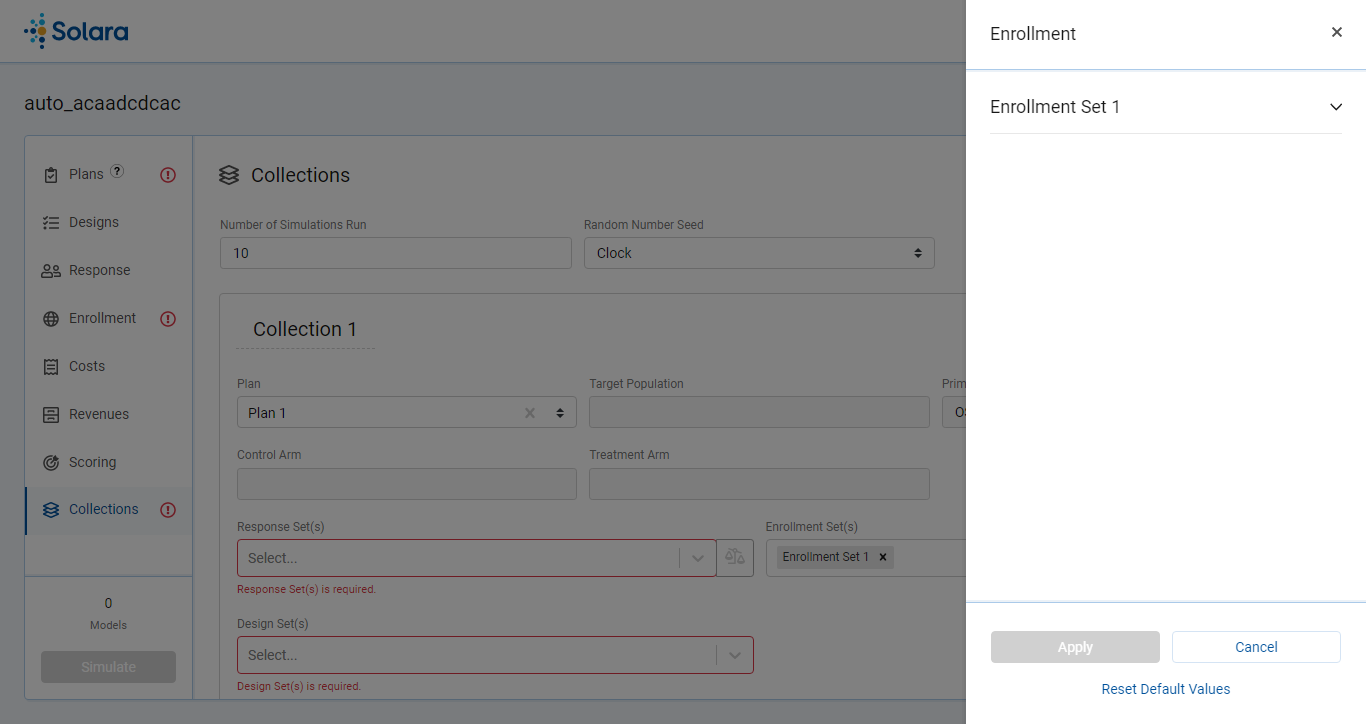 Solara
auto_acaadcdcac
Plans ?
Designs
Response
Enrollment
Costs
Revenues
Scoring
Collections
0
Models
Simulate
Collections
Number of Simulations Run
Random Number Seed
10
Clock
Collection 1
Plan
Target Population
Prim
Plan 1
Control Arm
Treatment Arm
Response Set(s)
Enrollment Set(s)
Select...
Enrollment Set 1
Response Set(s) is required.
Design Set(s)
Select...
Design Set(s) is required.
Enrollment
Enrollment Set 1
Apply
Cancel
Reset Default Values